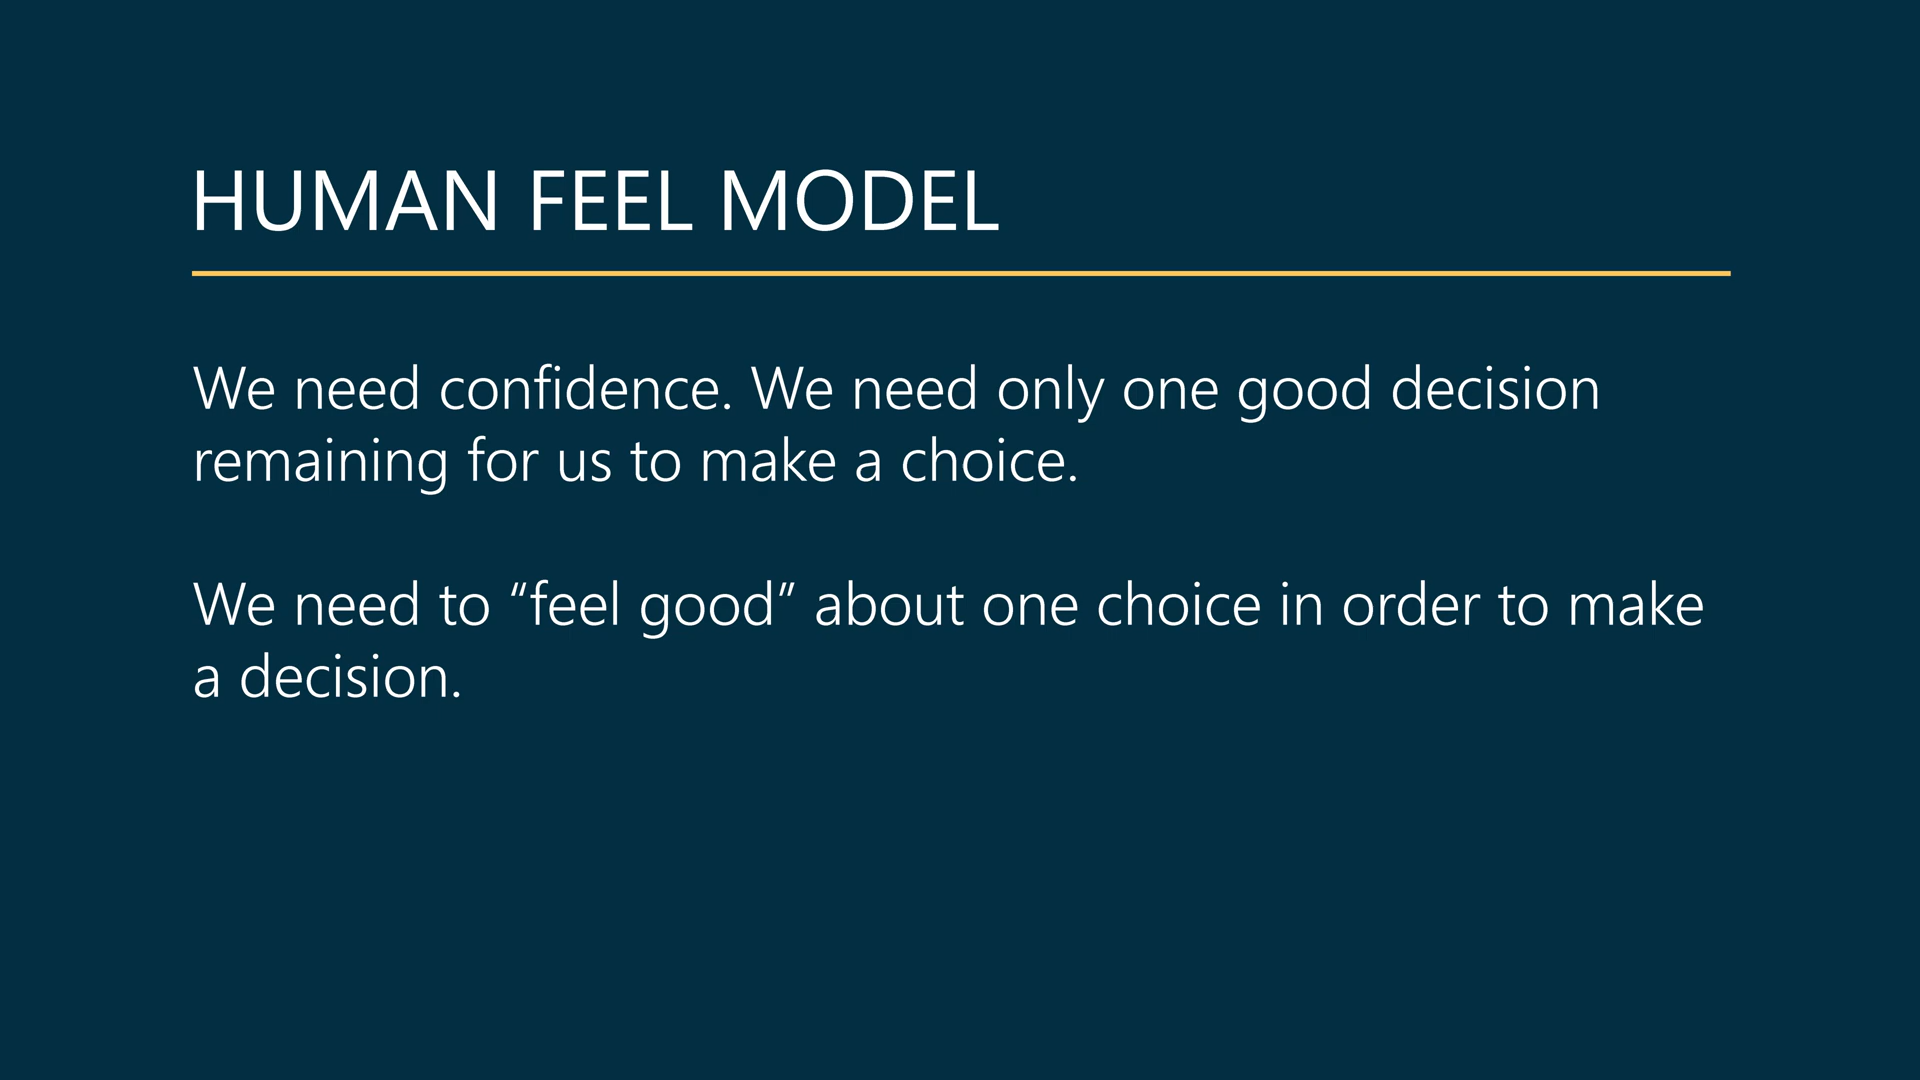 HUMAN FEEL MODEL
We need confidence. We need only one good decision
remaining for us to make a choice.
We need to “feel good” about one choice in order to make
a decision.